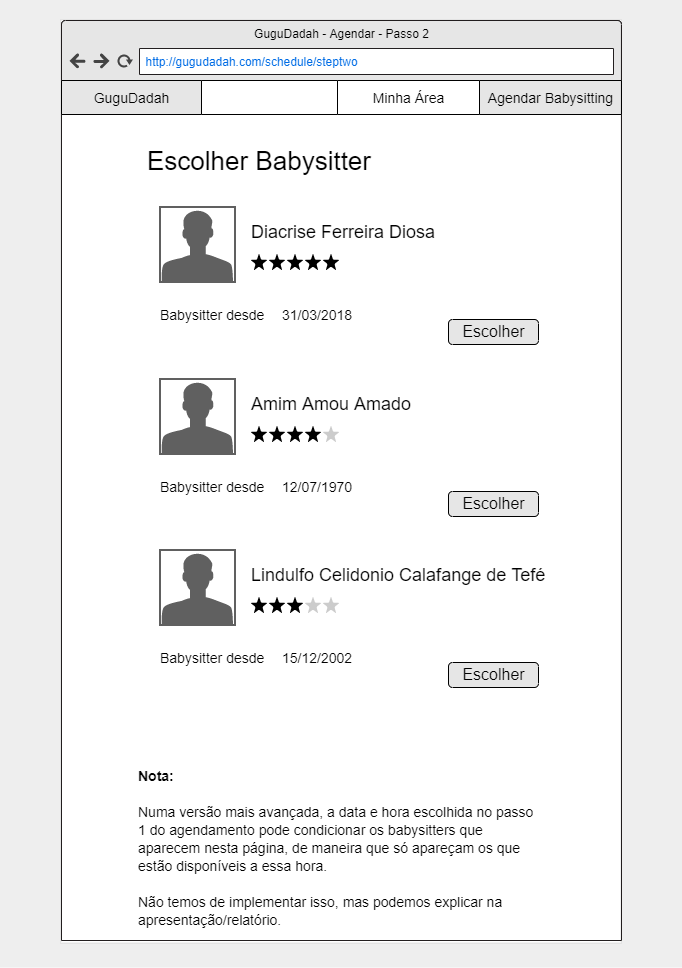 GuguDadah - Agendar - Passo 2
http://gugudadah.com/schedule/steptwo
GuguDadah Minha Área Agendar Babysitting
Escolher Babysitter
Diacrise Ferreira Diosa
Babysitter desde 31/03/2018
Escolher
Amim Amou Amado
Babysitter desde 12/07/1970
Escolher
Lindulfo Celidonio Calafange de Tefé
Babysitter desde 15/12/2002
Escolher
Nota:
Numa versão mais avançada, a data e hora escolhida no passo
1 do agendamento pode condicionar os babysitters que
aparecem nesta página, de maneira que só apareçam os que
estão disponíveis a essa hora.
Não temos de implementar isso, mas podemos explicar na
apresentação/relatório.